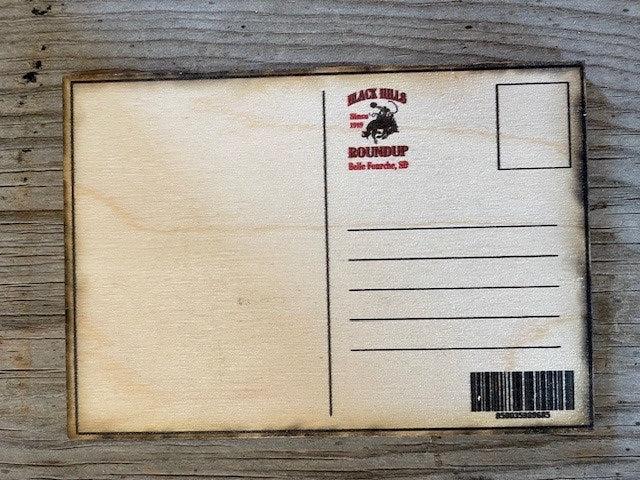 BLACK HILLS
Since
1919
ROUNDUP
Belle Fourche, SD